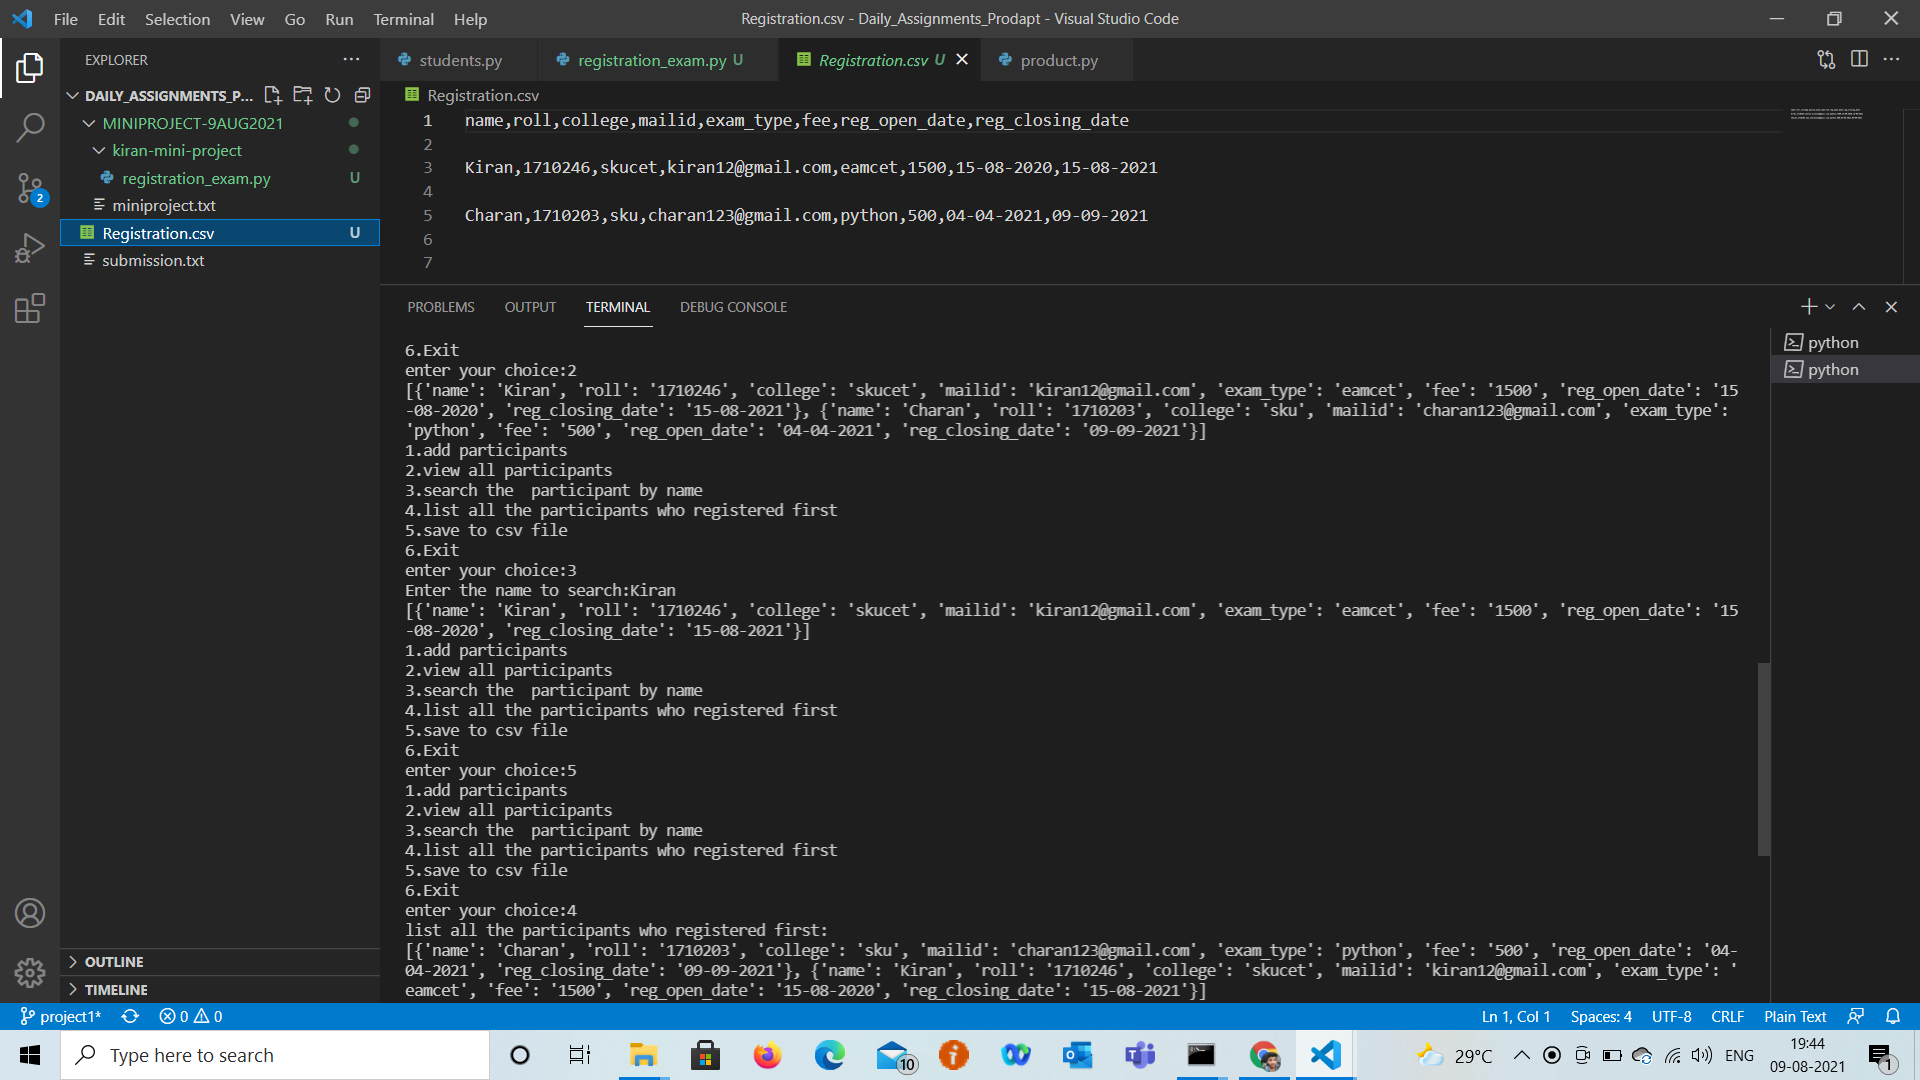 File Edit Selection View Go Run Terminal Help
Registration.csv - Daily_Assignments_Prodapt - Visual Studio Code
EXPLORER
students.py
registration_exam.py U
Registration.csv U
product.py
DAILY_ASSIGNMENTS_P...
MINIPROJECT-9AUG2021
kiran-mini-project
registration_exam.py U
miniproject.txt
Registration.csv U
submission.txt
2
OUTLINE
TIMELINE
Registration.csv
1 name,roll,college,mailid,exam_type,fee,reg_open_date,reg_closing_date
2
3 Kiran,1710246,skucet,kiran12@gmail.com,eamcet,1500,15-08-2020,15-08-2021
4
5 Charan,1710203,sku,charan123@gmail.com,python,500,04-04-2021,09-09-2021
6
7
PROBLEMS OUTPUT TERMINAL DEBUG CONSOLE
python
python
6.Exit
enter your choice:2
[{'name': 'Kiran', 'roll': '1710246', 'college': 'skucet', 'mailid': 'kiran12@gmail.com', 'exam_type': 'eamcet', 'fee': '1500', 'reg_open_date': '15
-08-2020', 'reg_closing_date': '15-08-2021'}, {'name': 'Charan', 'roll': '1710203', 'college': 'sku', 'mailid': 'charan123@gmail.com', 'exam_type':
'python', 'fee': '500', 'reg_open_date': '04-04-2021', 'reg_closing_date': '09-09-2021'}]
1.add participants
2.view all participants
3.search the  participant by name
4.list all the participants who registered first
5.save to csv file
6.Exit
enter your choice:3
Enter the name to search:Kiran
[{'name': 'Kiran', 'roll': '1710246', 'college': 'skucet', 'mailid': 'kiran12@gmail.com', 'exam_type': 'eamcet', 'fee': '1500', 'reg_open_date': '15
-08-2020', 'reg_closing_date': '15-08-2021'}]
1.add participants
2.view all participants
3.search the  participant by name
4.list all the participants who registered first
5.save to csv file
6.Exit
enter your choice:5
1.add participants
2.view all participants
3.search the  participant by name
4.list all the participants who registered first
5.save to csv file
6.Exit
enter your choice:4
list all the participants who registered first:
[{'name': 'Charan', 'roll': '1710203', 'college': 'sku', 'mailid': 'charan123@gmail.com', 'exam_type': 'python', 'fee': '500', 'reg_open_date': '04-
04-2021', 'reg_closing_date': '09-09-2021'}, {'name': 'Kiran', 'roll': '1710246', 'college': 'skucet', 'mailid': 'kiran12@gmail.com', 'exam_type': '
eamcet', 'fee': '1500', 'reg_open_date': '15-08-2020', 'reg_closing_date': '15-08-2021'}]
project1* 0 0
Ln 1, Col 1 Spaces: 4 UTF-8 CRLF Plain Text
Type here to search
10
29°C
ENG
19:44
09-08-2021
1